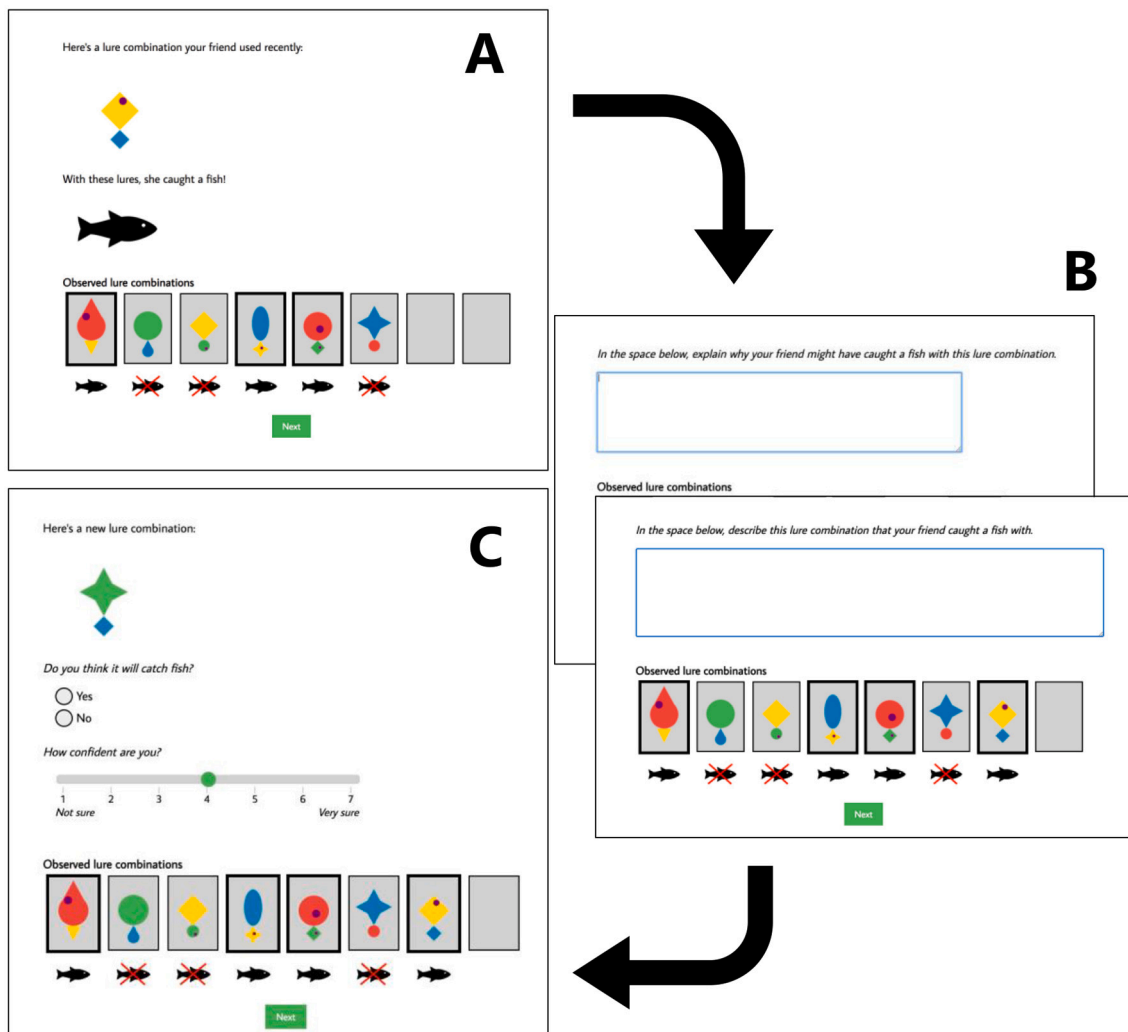 A
Here's a lure combination your friend used recently:
With these lures, she caught a fish!
Observed lure combinations
Next
B
In the space below, explain why your friend might have caught a fish with this lure combination.
Observed lure combinations
In the space below, describe this lure combination that your friend caught a fish with.
Observed lure combinations
Next
C
Here's a new lure combination:
Do you think it will catch fish?
Yes
No
How confident are you?
1 2 3 4 5 6 7
Not sure Very sure
Observed lure combinations
Next